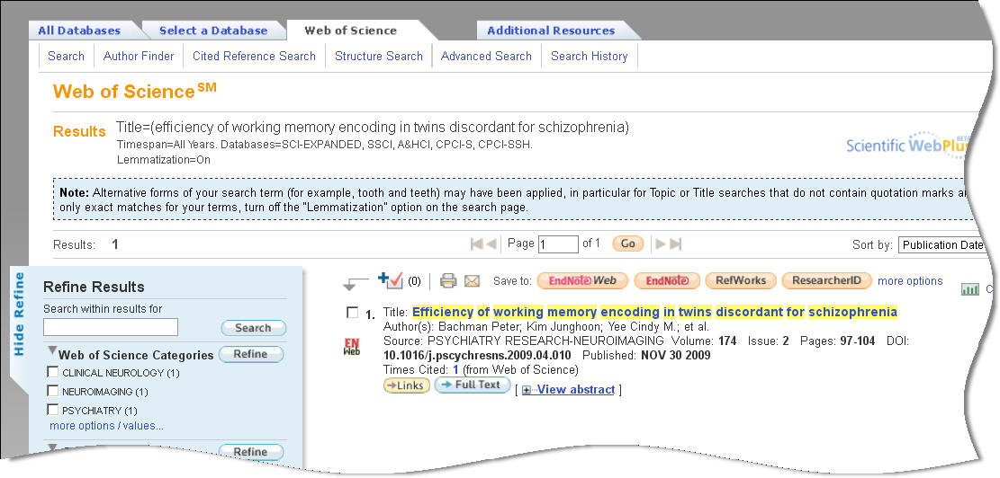 All Databases Select a Database Web of Science Additional Resources
Search Author Finder Cited Reference Search Structure Search Advanced Search Search History
Web of Science SM
Results Title=(efficiency of working memory encoding in twins discordant for schizophrenia)
Timespan=All Years. Databases=SCI-EXPANDED, SSCI, A&HCI, CPCI-S, CPCI-SSH.
Lemmatization=On
Scientific WebPlus BETA
Note: Alternative forms of your search term (for example, tooth and teeth) may have been applied, in particular for Topic or Title searches that do not contain quotation marks
only exact matches for your terms, turn off the "Lemmatization" option on the search page.
Results: 1 Page 1 of 1 Go Sort by: Publication Date
Hide Refine
Refine Results
Search within results for
Search
Web of Science Categories Refine
CLINICAL NEUROLOGY (1)
NEUROIMAGING (1)
PSYCHIATRY (1)
more options / values...
Refine
(0) Save to: EndNote Web EndNote RefWorks ResearcherID more options
1. Title: Efficiency of working memory encoding in twins discordant for schizophrenia
Author(s): Bachman Peter; Kim Junghoon; Yee Cindy M.; et al.
EN Web
Source: PSYCHIATRY RESEARCH-NEUROIMAGING Volume: 174 Issue: 2 Pages: 97-104 DOI:
10.1016/j.pscychresns.2009.04.010 Published: NOV 30 2009
Times Cited: 1 (from Web of Science)
Links Full Text [ View abstract ]